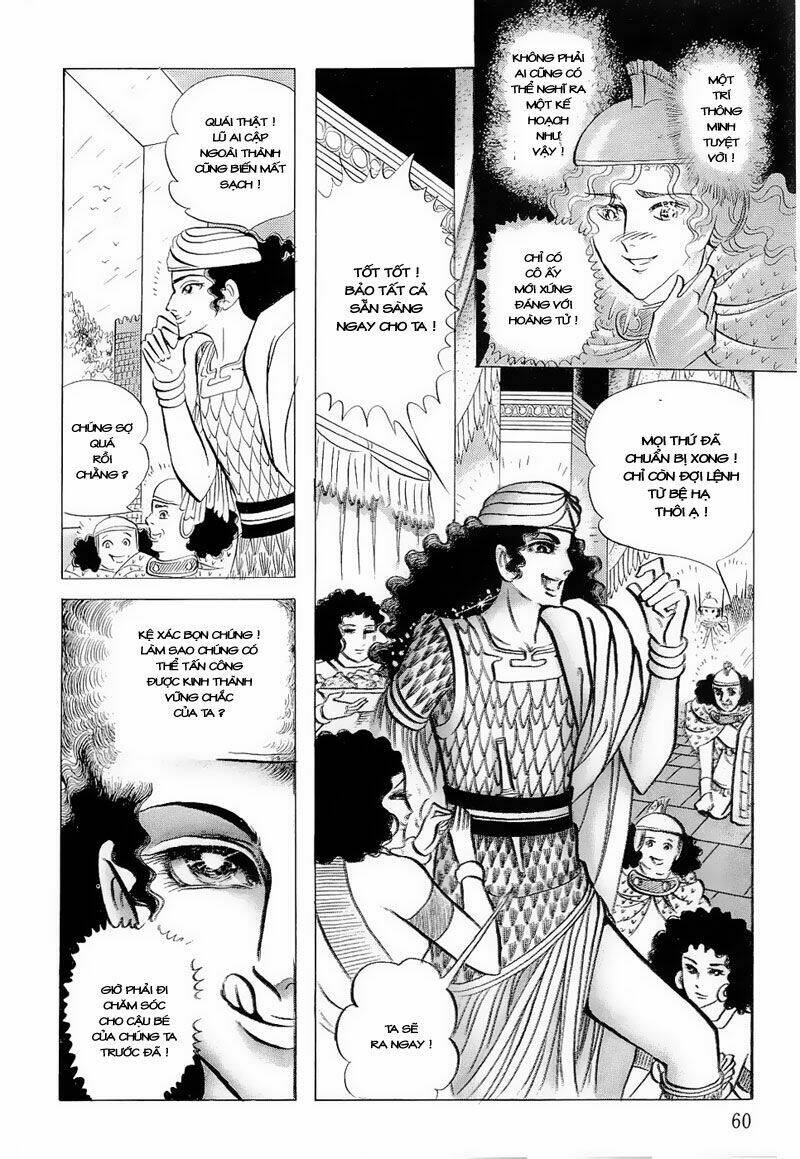 MỘT
TRÍ
THÔNG
MINH
TUYỆT
VỜI !
KHÔNG PHẢI
AI CŨNG CÓ
THỂ NGHĨ RA
MỘT KẾ
HOẠCH
NHƯ
VẬY !
CHỈ CÓ
CÔ ẤY
MỚI XỨNG
ĐÁNG VỚI
HOÀNG TỬ !
MỌI THỨ ĐÃ
CHUẨN BỊ XONG !
CHỈ CÒN ĐỢI LỆNH
TỪ BỆ HẠ
THÔI Ạ !
TỐT TỐT !
BẢO TẤT CẢ
SẴN SÀNG
NGAY CHO TA !
TA SẼ
RA NGAY !
QUÁI THẬT !
LŨ AI CẬP
NGOÀI THÀNH
CŨNG BIẾN MẤT
SẠCH !
CHÚNG SỢ
QUÁ
RỒI
CHĂNG ?
KỆ XÁC BỌN CHÚNG !
LÀM SAO CHÚNG CÓ
THỂ TẤN CÔNG
ĐƯỢC KINH THÀNH
VỮNG CHẮC
CỦA TA ?
GIỜ PHẢI ĐI
CHĂM SÓC
CHO CẬU BÉ
CỦA CHÚNG TA
TRƯỚC ĐÃ !
60